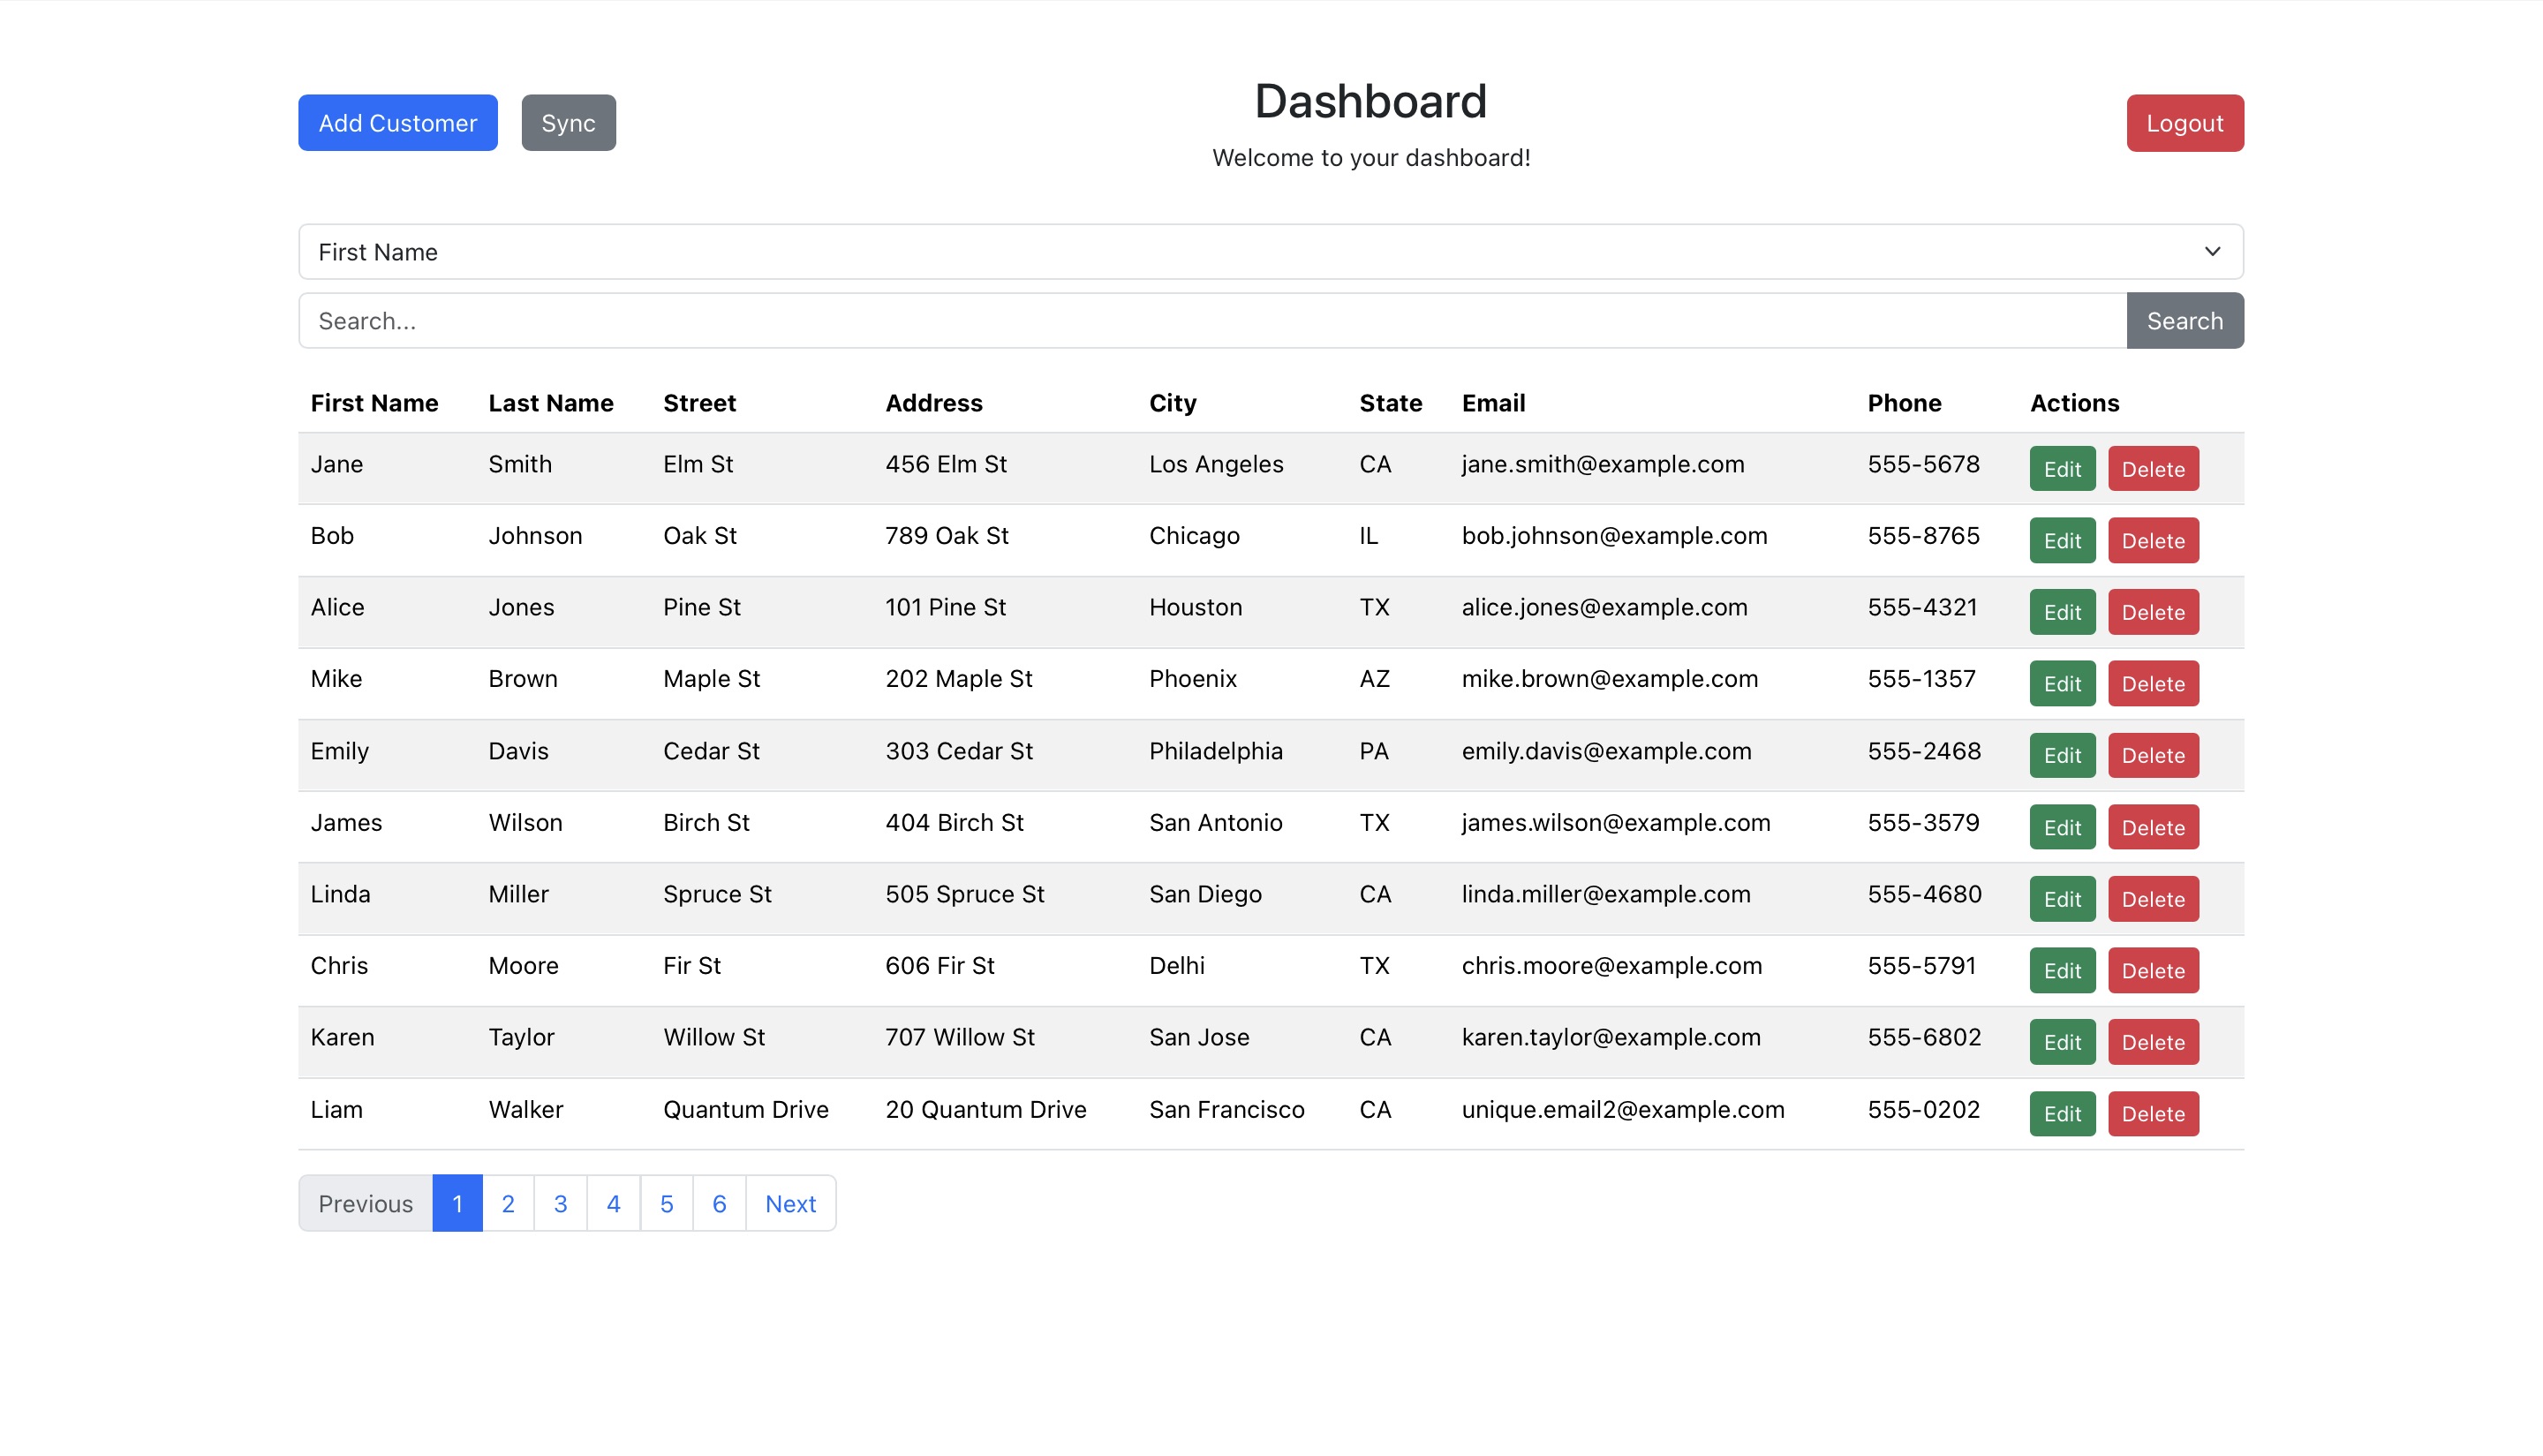 Add Customer Sync Dashboard Logout
Welcome to your dashboard!
First Name
Search... Search
First Name Last Name Street Address City State Email Phone Actions
Jane Smith Elm St 456 Elm St Los Angeles CA jane.smith@example.com 555-5678 Edit Delete
Bob Johnson Oak St 789 Oak St Chicago IL bob.johnson@example.com 555-8765 Edit Delete
Alice Jones Pine St 101 Pine St Houston TX alice.jones@example.com 555-4321 Edit Delete
Mike Brown Maple St 202 Maple St Phoenix AZ mike.brown@example.com 555-1357 Edit Delete
Emily Davis Cedar St 303 Cedar St Philadelphia PA emily.davis@example.com 555-2468 Edit Delete
James Wilson Birch St 404 Birch St San Antonio TX james.wilson@example.com 555-3579 Edit Delete
Linda Miller Spruce St 505 Spruce St San Diego CA linda.miller@example.com 555-4680 Edit Delete
Chris Moore Fir St 606 Fir St Delhi TX chris.moore@example.com 555-5791 Edit Delete
Karen Taylor Willow St 707 Willow St San Jose CA karen.taylor@example.com 555-6802 Edit Delete
Liam Walker Quantum Drive 20 Quantum Drive San Francisco CA unique.email2@example.com 555-0202 Edit Delete
Previous 1 2 3 4 5 6 Next